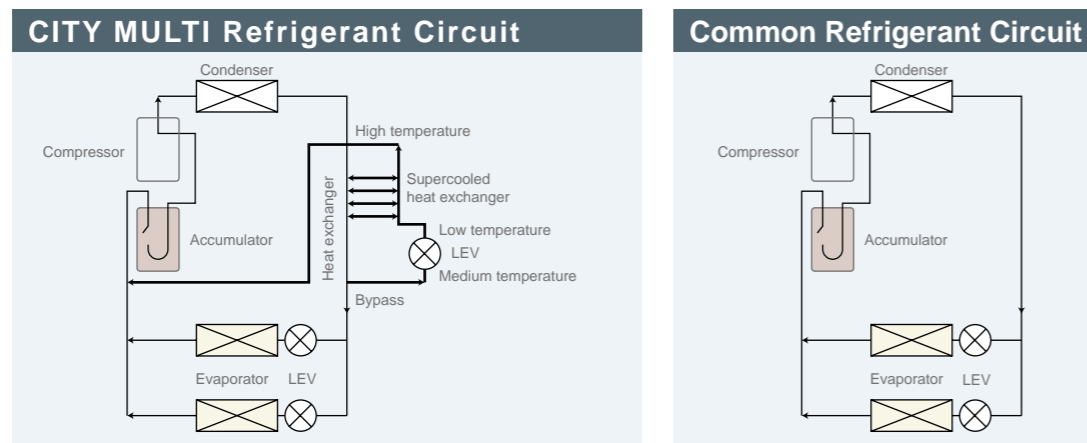 CITY MULTI Refrigerant Circuit
Condenser
High temperature
Compressor
Supercooled
heat exchanger
Heat exchanger
Low temperature
Accumulator
LEV
Medium temperature
Bypass
Evaporator LEV
Common Refrigerant Circuit
Condenser
Compressor
Accumulator
Evaporator LEV